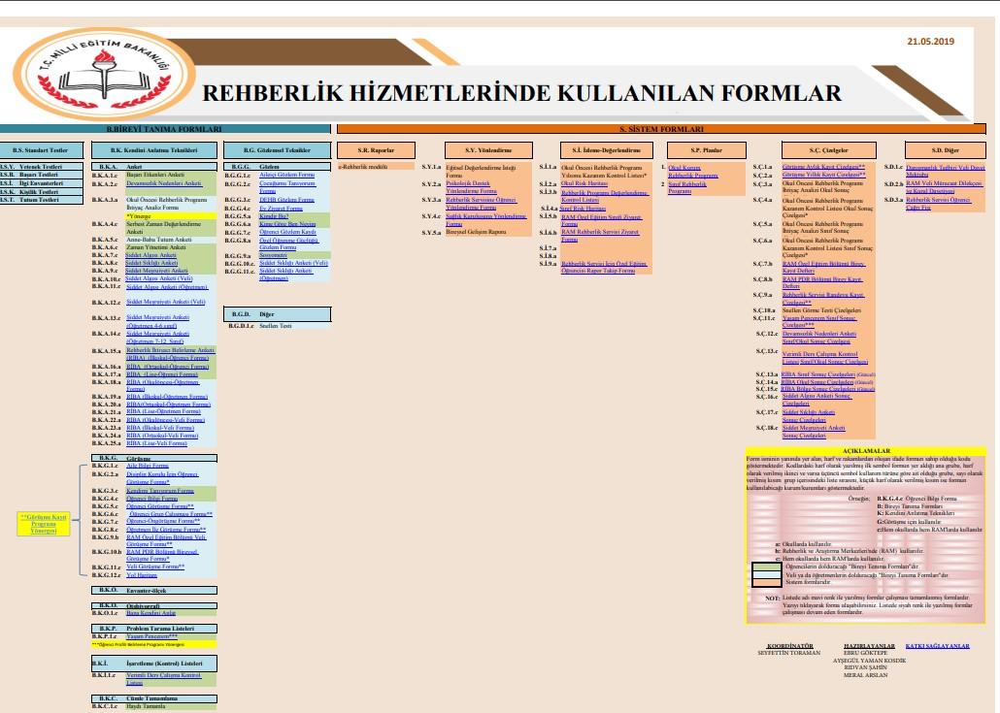 21.05.2019
T.C. MİLLİ EĞİTİM BAKANLIĞI
REHBERLİK HİZMETLERİNDE KULLANILAN FORMLAR
B.BİREYİ TANIMA FORMLARI
S. SİSTEM FORMLARI
B.S. Standart Testler
B.S.Y. Yetenek Testleri
B.S.R. Başarı Testleri
B.S.İ. İlgi Envanterleri
B.S.K. Kişilik Testleri
B.S.T. Tutum Testleri
B.K. Kendini Anlatma Teknikleri
B.K.A. Anket
B.K.A.1.c Başarı Etkenleri Anketi
B.K.A.2.c Devamsızlık Nedenleri Anketi
B.K.A.3.a Okul Öncesi Rehberlik Programı
İhtiyaç Analiz Formu
*Yönerge
B.K.A.4.c Serbest Zaman Değerlendirme
Anketi
B.K.A.5.c Anne-Baba Tutum Anketi
B.K.A.6.c Zaman Yönetimi Anketi
B.K.A.7.c Şiddet Algısı Anketi
B.K.A.8.c Şiddet Sıklığı Anketi
B.K.A.9.c Şiddet Meşruiyeti Anketi
B.K.A.10.c Şiddet Algısı Anketi (Veli)
B.K.A.11.c Şiddet Algısı Anketi (Öğretmen)
B.K.A.12.c Şiddet Meşruiyeti Anketi (Veli)
B.K.A.13.c Şiddet Meşruiyeti Anketi
(Öğretmen 4-6.sınıf)
B.K.A.14.c Şiddet Meşruiyeti Anketi
(Öğretmen 7-12. Sınıf)
B.K.A.15.a Rehberlik İhtiyacı Belirleme Anketi
(RİBA) (İlkokul-Öğrenci Formu)
B.K.A.16.a RİBA (Ortaokul-Öğrenci Formu)
B.K.A.17.a RİBA (Lise-Öğrenci Formu)
B.K.A.18.a RİBA (Okulöncesi-Öğretmen
Formu)
B.K.A.19.a RİBA (İlkokul-Öğretmen Formu)
B.K.A.20.a RİBA(Ortaokul-Öğretmen Formu)
B.K.A.21.a RİBA (Lise-Öğretmen Formu)
B.K.A.22.a RİBA (Okulöncesi-Veli Formu)
B.K.A.23.a RİBA (İlkokul-Veli Formu)
B.K.A.24.a RİBA (Ortaokul-Veli Formu)
B.K.A.25.a RİBA (Lise-Veli Formu)
B.K.G. Görüşme
B.K.G.1.c Aile Bilgi Formu
B.K.G.2.a Disiplin Kurulu İçin Öğrenci
Görüşme Formu*
B.K.G.3.c Kendimi Tanıyorum Formu
B.K.G.4.c Öğrenci Bilgi Formu
B.K.G.5.c Öğrenci Görüşme Formu**
B.K.G.6.c Öğrenci Grup Çalışması Formu**
B.K.G.7.c Öğrenci-Öngörüşme Formu**
B.K.G.8.c Öğretmen İle Görüşme Formu**
B.K.G.9.b RAM Özel Eğitim Bölümü Veli
Görüşme Formu**
B.K.G.10.b RAM PDR Bölümü Bireysel
Görüşme Formu*
B.K.G.11.c Veli Görüşme Formu**
B.K.G.12.c Yol Haritam
**Görüşme Kayıt
Programı
Yönergesi
B.K.Ö. Envanter-ölçek
B.K.O. Otobiyografi
B.K.O.1.c Bana Kendini Anlat
B.K.P. Problem Tarama Listeleri
B.K.P.1.c Yaşam Pencerem***
***Öğrenci Profili Belirleme Programı Yönergesi
B.K.İ. İşaretleme (Kontrol) Listeleri
B.K.İ.1.c Verimli Ders Çalışma Kontrol
Listesi
B.K.C. Cümle Tamamlama
B.K.C.1.c Haydi Tamamla
B.G. Gözlemsel Teknikler
B.G.G. Gözlem
B.G.G.1.c Ailejçi Gözlem Formu
B.G.G.2.c Çocuğumu Tanıyorum
Formu
B.G.G.3.c DEHB Gözlem Formu
B.G.G.4.c Ev Ziyaret Formu
B.G.G.5.a Kimdir Bu?
B.G.G.6.a Kime Göre Ben Neyim
B.G.G.7.c Öğrenci Gözlem Kaydı
B.G.G.8.a Özel Öğrenme Güçlüğü
Gözlem Formu
B.G.G.9.a Sosyometri
B.G.G.10.c. Şiddet Sıklığı Anketi (Veli)
B.G.G.11.c. Şiddet Sıklığı Anketi
(Öğretmen)
B.G.D. Diğer
B.G.D.1.c Snellen Testi
S.R. Raporlar
e-Rehberlik modülü
S.Y. Yönlendirme
S.Y.1.a Eğitsel Değerlendirme İsteği
Formu
S.Y.2.a Psikolojik Destek
Yönlendirme Formu
S.Y.3.a Rehberlik Servisine Öğrenci
Yönlendirme Formu
S.Y.4.c Sağlık Kuruluşuna Yönlendirme
Formu
S.Y.5.a Bireysel Gelişim Raporu
S.İ. İzleme-Değerlendirme
S.İ.1.a Okul Öncesi Rehberlik Programı
Yılsonu Kazanım Kontrol Listesi*
S.İ.2.a Okul Risk Haritası
S.İ.3.b Rehberlik Programı Değerlendirme
Kontrol Listesi
S.İ.4.a Sınıf Risk Haritası
S.İ.5.b RAM Özel Eğitim Sınıfı Ziyaret
Formu
S.İ.6.b RAM Rehberlik Servisi Ziyaret
Formu
S.İ.7.a
S.İ.8.a
S.İ.9.a Rehberlik Servisi İçin Özel Eğitim
Öğrencisi Rapor Takip Formu
S.P. Planlar
1. Okul Kurum
Rehberlik Programı
2 Sınıf Rehberlik
Programı
S.Ç. Çizelgeler
S.Ç.1.a Görüşme Aylık Çizelgesi**
S.Ç.2.a Görüşme Yıllık Çizelgesi**
S.Ç.3.a Okul Öncesi Rehberlik Programı
İhtiyaç Analizi Okul Sonuç
S.Ç.4.a Okul Öncesi Rehberlik Programı
Kazanım Kontrol Listesi Okul Sonuç
Çizelgesi*
S.Ç.5.a Okul Öncesi Rehberlik Programı
İhtiyaç Analizi Sınıf Sonuç
S.Ç.6.a Okul Öncesi Rehberlik Programı
Kazanım Kontrol Listesi Sınıf Sonuç
Çizelgesi*
S.Ç.7.b RAM Özel Eğitim Bölümü Birey
Kayıt Defteri
S.Ç.8.b RAM PDR Bölümü Birey Kayıt
Defteri
S.Ç.9.a Rehberlik Servisi Randevu Kayıt
Çizelgesi**
S.Ç.10.a Snellen Görme Testi Çizelgeleri
S.Ç.11.c Yaşam Pencerem Sınıf Sonuç
Çizelgesi***
S.Ç.12.c Devamsızlık Nedenleri Anketi
Sınıf/Okul Sonuç Çizelgesi
S.Ç.13.c Verimli Ders Çalışma Kontrol
Listesi Sınıf/Okul Sonuç Çizelgesi
S.Ç.13.a RİBA Sınıf Sonuç Çizelgeleri (Güncel)
S.Ç.14.a RİBA Okul Sonuç Çizelgeleri (Güncel)
S.Ç.15.c RİBA Bölge Sonuç Çizelgeleri (Güncel)
S.Ç.16.c Şiddet Algısı Anketi Sonuç
Çizelgeleri
S.Ç.17.c Şiddet Sıklığı Anketi
Sonuç Çizelgeleri
S.Ç.18.c Şiddet Meşruiyeti Anketi
Sonuç Çizelgeleri
S.D. Diğer
S.D.1.c Danışmanlık Tedbiri Veli Davet
Mektubu
S.D.2.b RAM Veli Müracaat Dilekçesi
ve Kurul Davetiyesi
S.D.3.a Rehberlik Servisi Öğrenci
Çağrı Fişi
AÇIKLAMALAR
Form isminin yanında yer alan, harf ve rakamlardan oluşan ifade formun sahip olduğu kodu
göstermektedir. Kodlardaki harf olarak yazılmış ilk sembol formun yer aldığı ana grubu, harf
olarak verilmiş ikinci ve varsa üçüncü sembol kullanım türüne göre ait olduğu grubu, sayı olarak
verilmiş kısım grup içerisindeki liste sırasını, küçük harf olarak verilmiş kısım ise formun
kullanılabileceği kurum/kurumları göstermektedir.
Örneğin; B.K.G.4.c Öğrenci Bilgi Formu
B: Bireyi Tanıma Formları
K: Kendini Anlatma Teknikleri
G:Görüşme için kullanılır
c:Hem okullarda hem RAM'larda kullanılır
a: Okullarda kullanılır.
b: Rehberlik ve Araştırma Merkezleri'nde (RAM) kullanılır.
c: Hem okullarda hem RAM'larda kullanılır.
Öğrencilerin dolduracağı "Bireyi Tanıma Formları"dır.
Veli ya da öğretmenlerin dolduracağı "Bireyi Tanıma Formları"dır
Sistem formlarıdır.
NOT: Listede adı mavi renk ile yazılmış formlar çalışması tamamlanmış formlardır.
Yazıyı tıklayarak forma ulaşabilirsiniz. Listede siyah renk ile yazılmış formlar
çalışması devam eden formlardır.
KOORDİNATÖR
SEYFETTİN TORAMAN
HAZIRLAYANLAR
EBRU GÖKTEPE
AYŞEGÜL YAMAN KOSDİK
RIDVAN ŞAHİN
MERAL ARSLAN
KATKI SAĞLAYANLAR